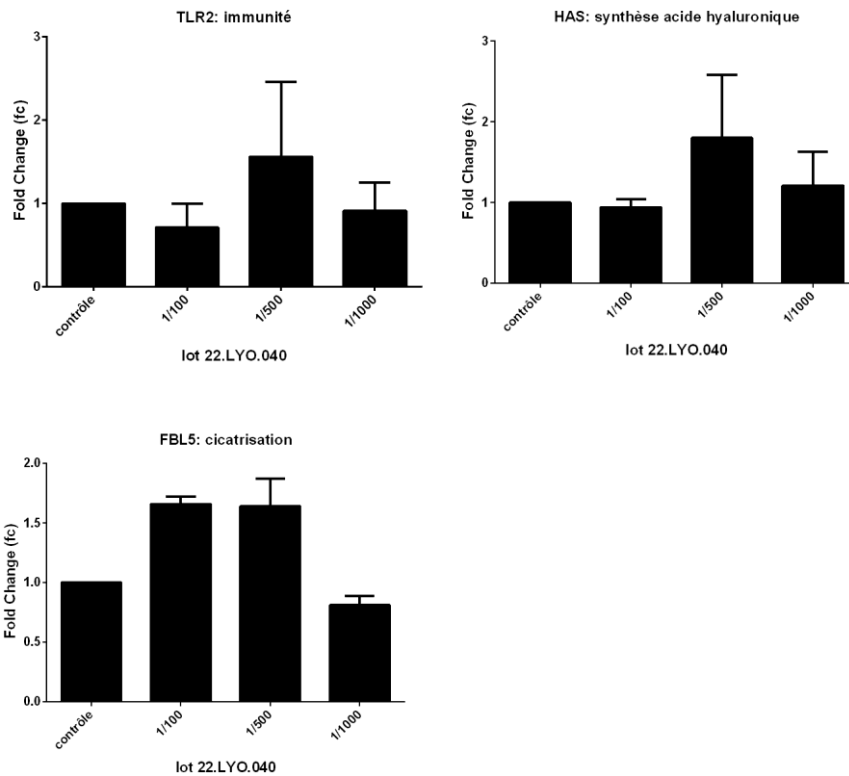 TLR2: immunité
Fold Change (fc)
3
2
1
0
contrôle
1/100
1/500
1/1000
lot 22.LYO.040
HAS: synthèse acide hyaluronique
Fold Change (fc)
3
2
1
0
contrôle
1/100
1/500
1/1000
lot 22.LYO.040
FBL5: cicatrisation
Fold Change (fc)
2.0
1.5
1.0
0.5
0.0
contrôle
1/100
1/500
1/1000
lot 22.LYO.040